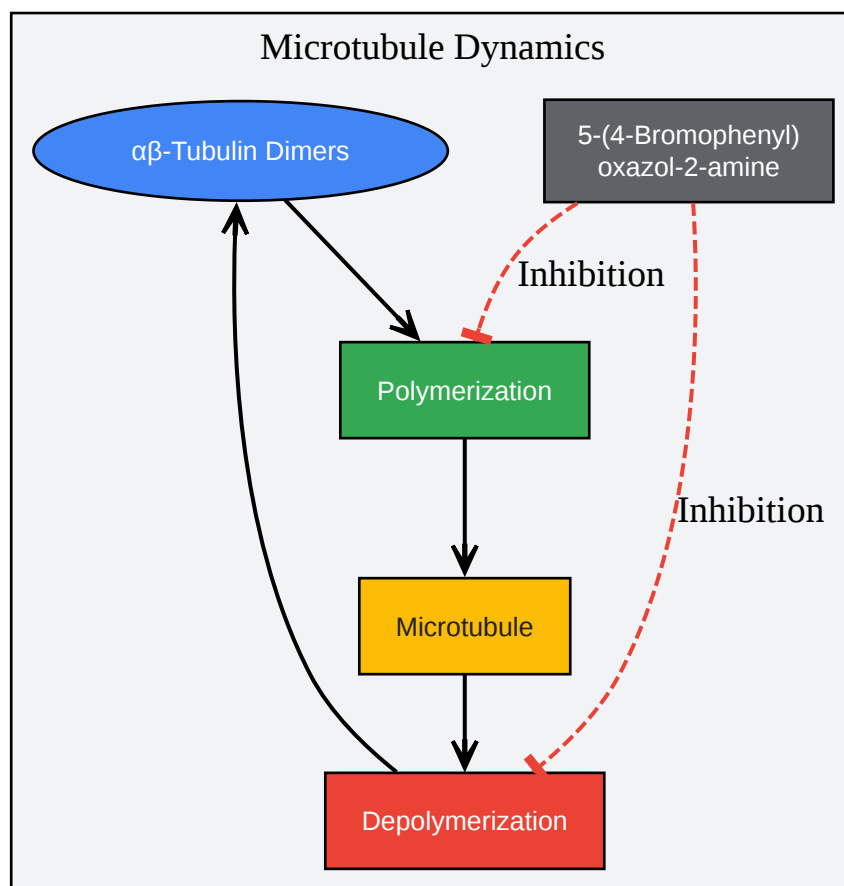 Microtubule Dynamics
αβ-Tubulin Dimers
5-(4-Bromophenyl)
oxazol-2-amine
Inhibition
Polymerization
Inhibition
Microtubule
Depolymerization